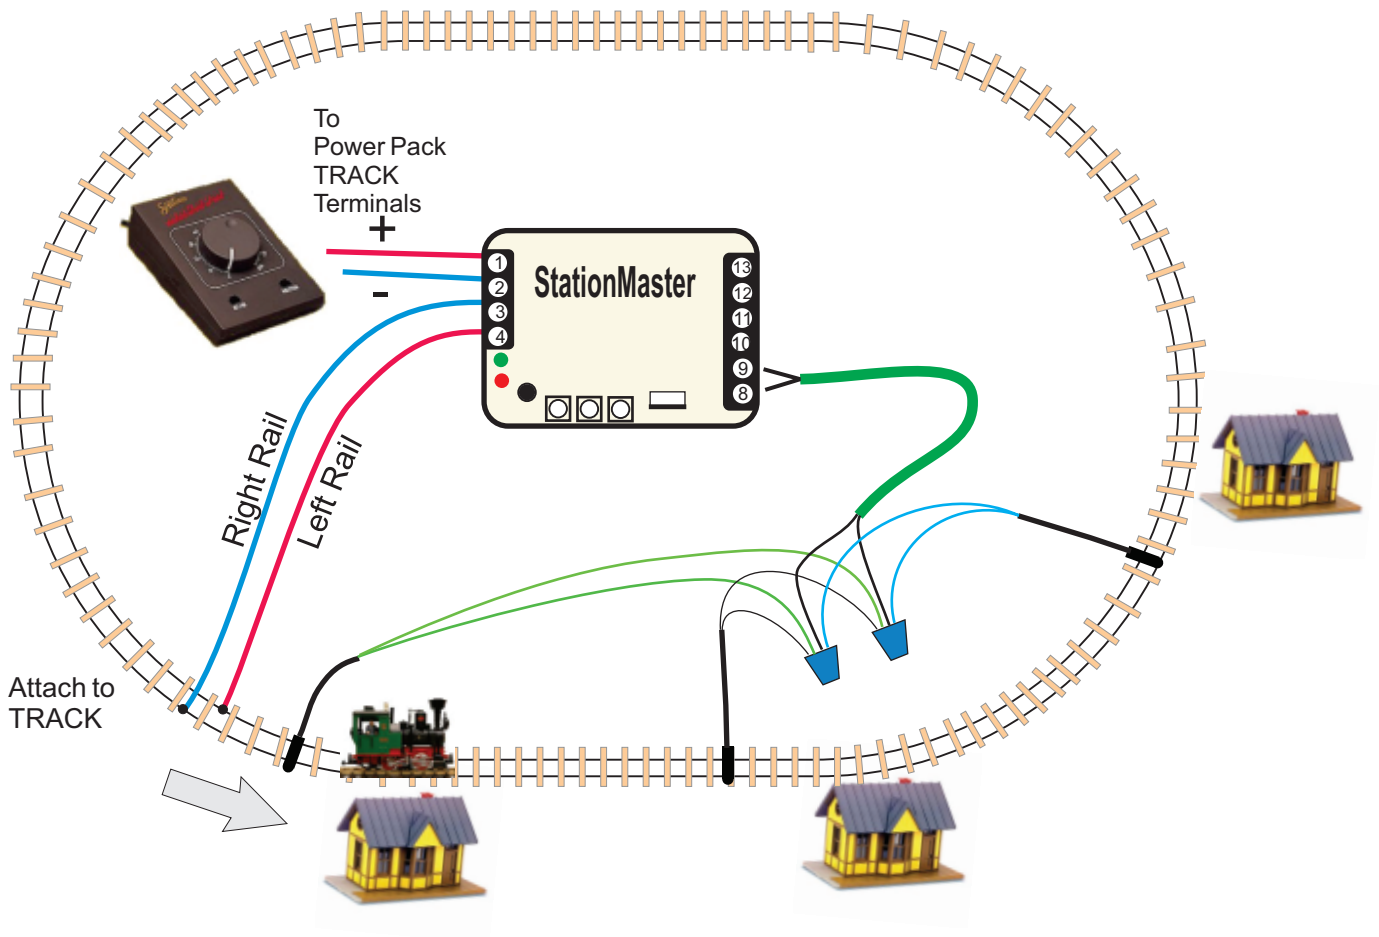 To
Power Pack
TRACK
Terminals
+
-
StationMaster
1
2
3
4
13
12
11
10
9
8
Right Rail
Left Rail
Attach to
TRACK